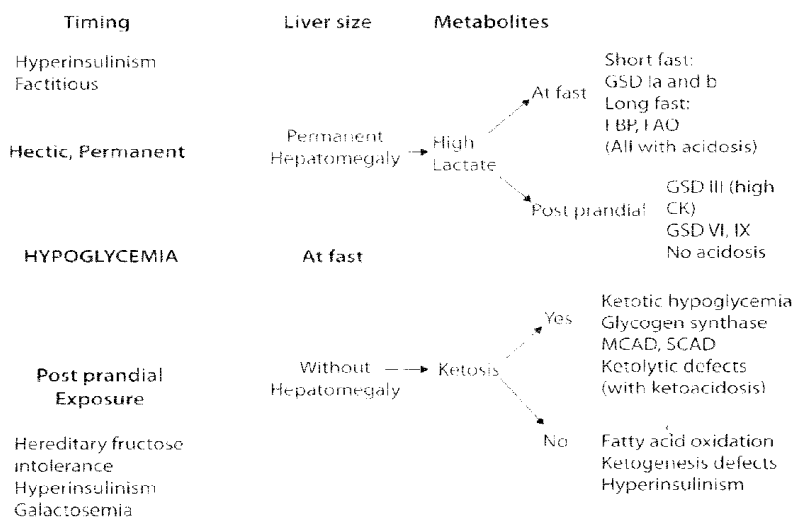 Timing Liver size Metabolites
Hyperinsulinism
Factitious
Short fast:
GSD Ia and b
Long fast:
FBP, FAO
(All with acidosis)
At fast
Hectic, Permanent
Permanent
Hepatomegaly
High
Lactate
Post prandial
GSD III (high
CK)
GSD VI, IX
No acidosis
HYPOGLYCEMIA
At fast
Ketotic hypoglycemia
Glycogen synthase
MCAD, SCAD
Ketolytic defects
(with ketoacidosis)
Yes
Without
Hepatomegaly
Ketosis
Post prandial
Exposure
No
Fatty acid oxidation
Ketogenesis defects
Hyperinsulinism
Hereditary fructose
intolerance
Hyperinsulinism
Galactosemia